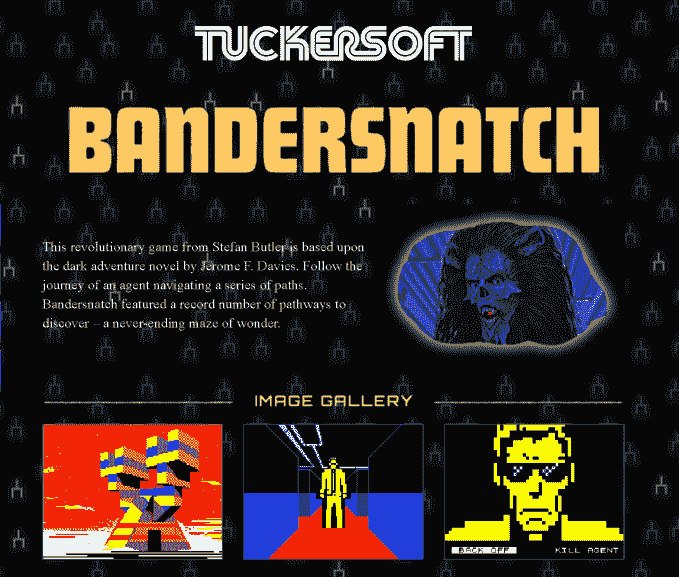 TUCKERSOFT
BANDERSNATCH
This revolutionary game from Stefan Butler is based upon
the dark adventure novel by Jerome F. Davies. Follow the
journey of an agent navigating a series of paths.
Bandersnatch featured a record number of pathways to
discover – a never-ending maze of wonder.
IMAGE GALLERY
BACK OFF KILL AGENT